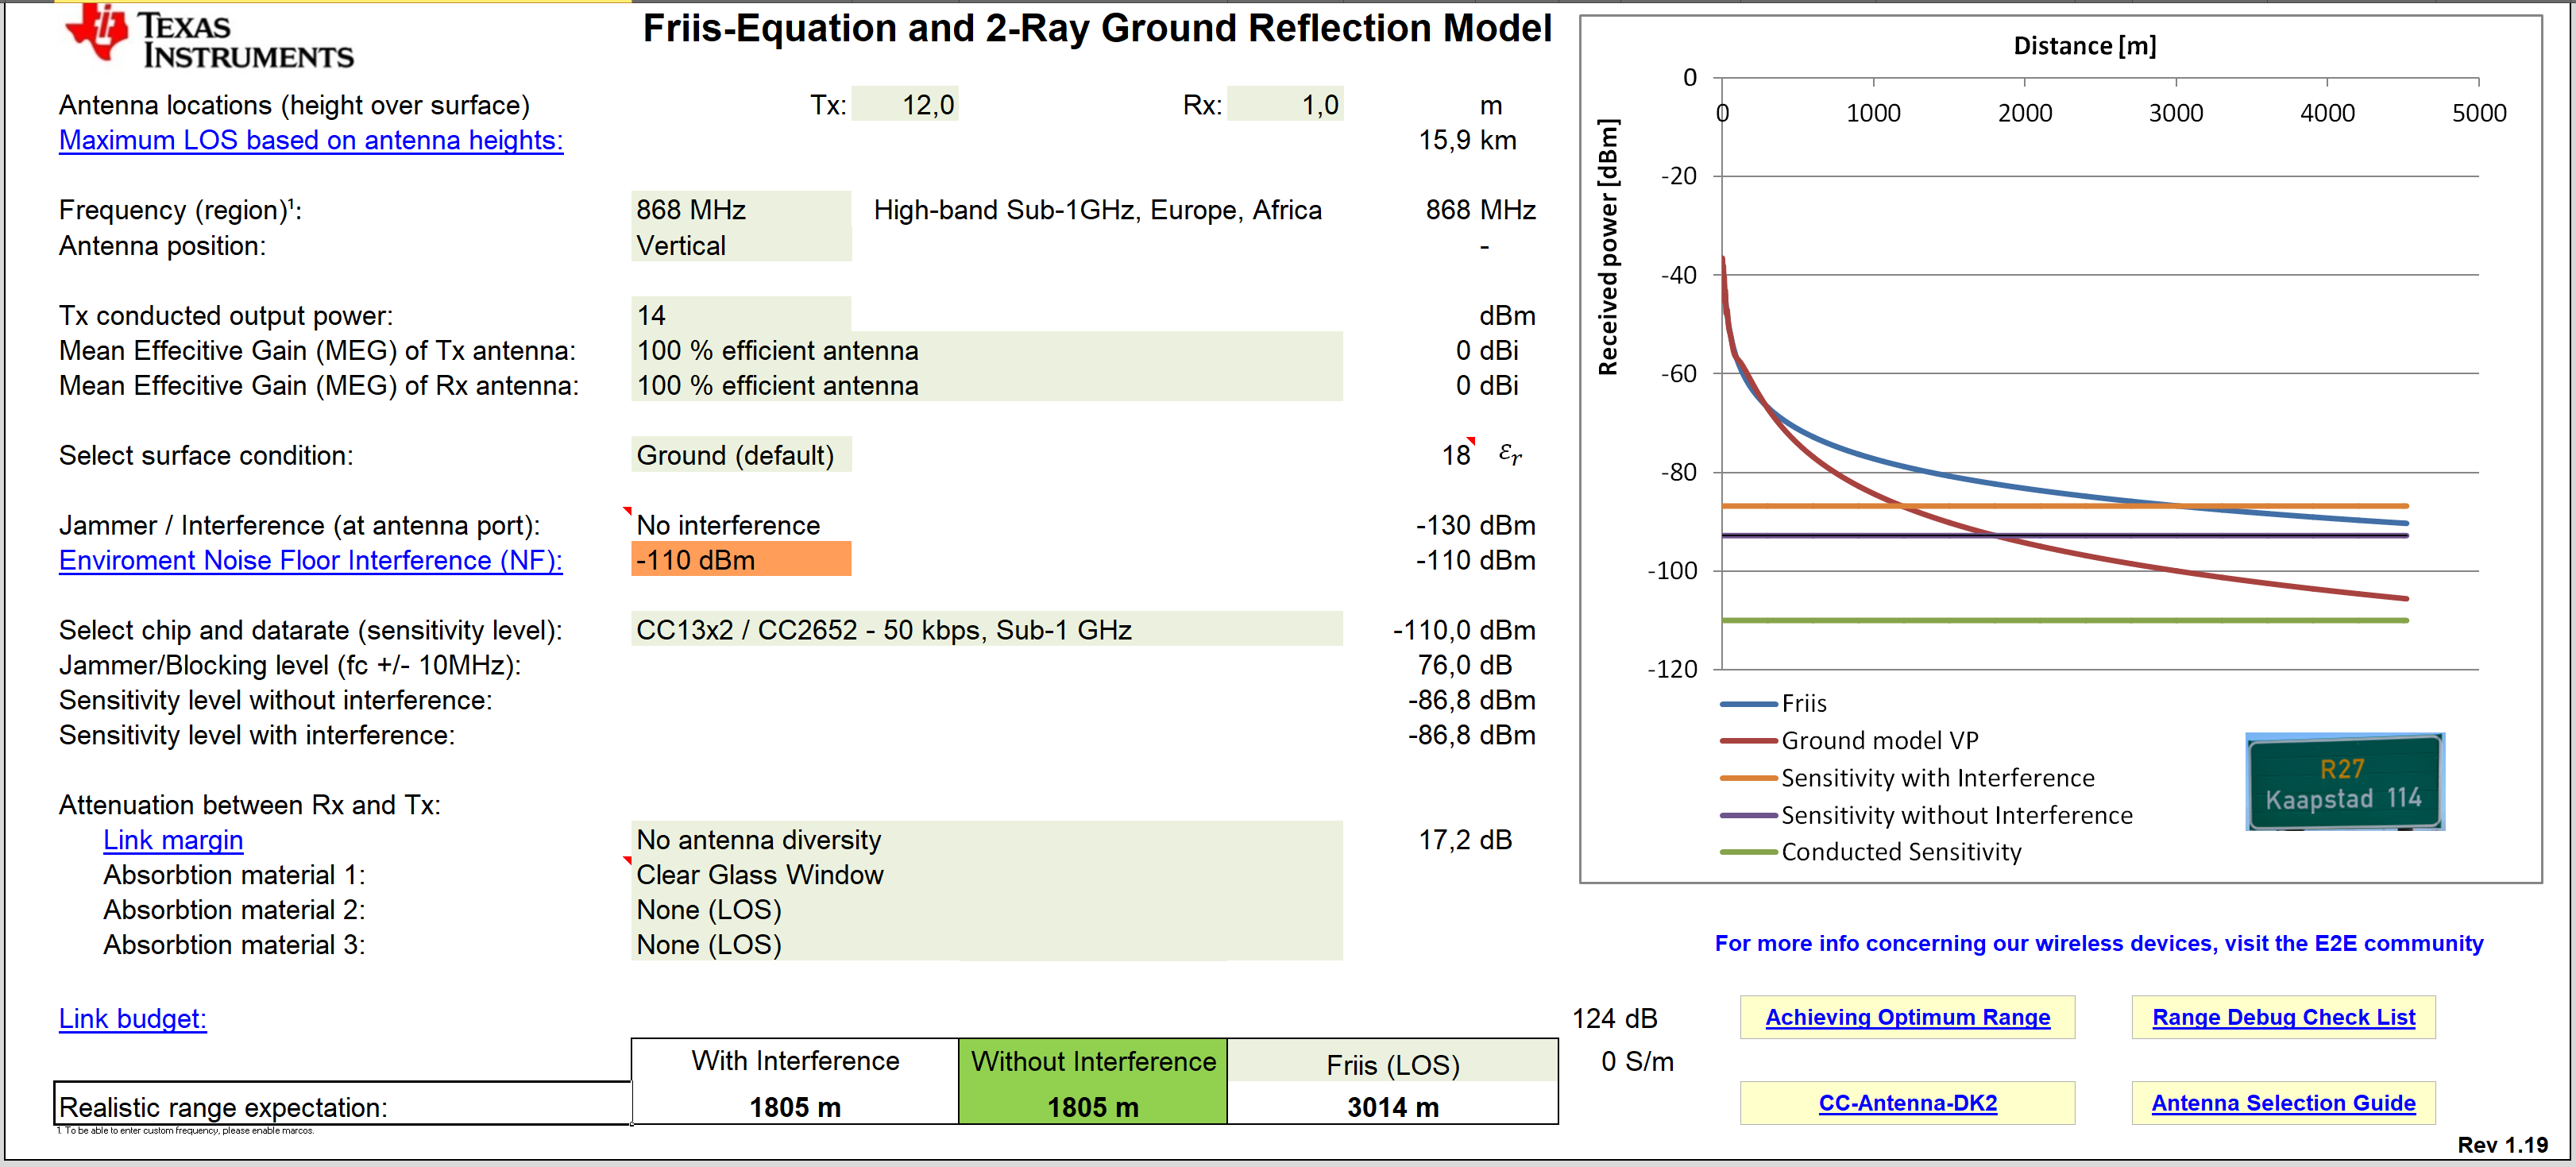 TEXAS
INSTRUMENTS
Friis-Equation and 2-Ray Ground Reflection Model
Antenna locations (height over surface) Tx: 12,0 Rx: 1,0 m
Maximum LOS based on antenna heights: 15,9 km
Frequency (region)¹: 868 MHz High-band Sub-1GHz, Europe, Africa 868 MHz
Antenna position: Vertical -
Tx conducted output power: 14 dBm
Mean Effecitive Gain (MEG) of Tx antenna: 100 % efficient antenna 0 dBi
Mean Effecitive Gain (MEG) of Rx antenna: 100 % efficient antenna 0 dBi
Select surface condition: Ground (default) 18 εr
Jammer / Interference (at antenna port): No interference -130 dBm
Enviroment Noise Floor Interference (NF): -110 dBm -110 dBm
Select chip and datarate (sensitivity level): CC13x2 / CC2652 - 50 kbps, Sub-1 GHz -110,0 dBm
Jammer/Blocking level (fc +/- 10MHz): 76,0 dB
Sensitivity level without interference: -86,8 dBm
Sensitivity level with interference: -86,8 dBm
Attenuation between Rx and Tx:
Link margin No antenna diversity 17,2 dB
Absorbtion material 1: Clear Glass Window
Absorbtion material 2: None (LOS)
Absorbtion material 3: None (LOS)
Link budget: 124 dB
With Interference Without Interference Friis (LOS) 0 S/m
Realistic range expectation: 1805 m 1805 m 3014 m
1. To be able to enter custom frequency, please enable marcos.
Distance [m]
0 1000 2000 3000 4000 5000
Received power [dBm]
0
-20
-40
-60
-80
-100
-120
Friis
Ground model VP
Sensitivity with Interference
Sensitivity without Interference
Conducted Sensitivity
R27
Kaapstad 114
For more info concerning our wireless devices, visit the E2E community
Achieving Optimum Range Range Debug Check List
CC-Antenna-DK2 Antenna Selection Guide
Rev 1.19